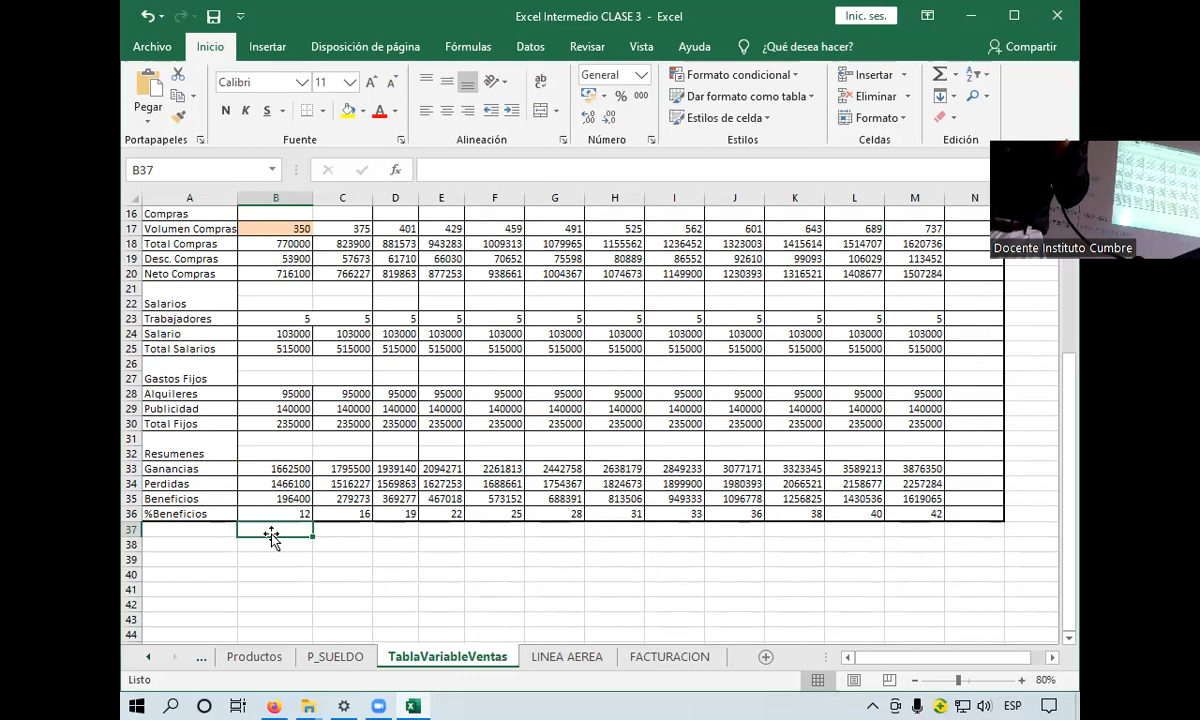 Excel Intermedio CLASE 3 - Excel
Inic. ses.
Archivo Inicio Insertar Disposición de página Fórmulas Datos Revisar Vista Ayuda ¿Qué desea hacer? Compartir
Pegar
Calibri 11
General
Formato condicional
Dar formato como tabla
Estilos de celda
Insertar
Eliminar
Formato
Portapapeles Fuente Alineación Número Estilos Celdas Edición
B37
Docente Instituto Cumbre
A B C D E F G H I J K L M N
16 Compras
17 Volumen Compras 350 375 401 429 459 491 525 562 601 643 689 737
18 Total Compras 770000 823900 881573 943283 1009313 1079965 1155562 1236452 1323003 1415614 1514707 1620736
19 Desc. Compras 53900 57673 61710 66030 70652 75598 80889 86552 92610 99093 106029 113452
20 Neto Compras 716100 766227 819863 877253 938661 1004367 1074673 1149900 1230393 1316521 1408677 1507284
21
22 Salarios
23 Trabajadores 5 5 5 5 5 5 5 5 5 5 5 5
24 Salario 103000 103000 103000 103000 103000 103000 103000 103000 103000 103000 103000 103000
25 Total Salarios 515000 515000 515000 515000 515000 515000 515000 515000 515000 515000 515000 515000
26
27 Gastos Fijos
28 Alquileres 95000 95000 95000 95000 95000 95000 95000 95000 95000 95000 95000 95000
29 Publicidad 140000 140000 140000 140000 140000 140000 140000 140000 140000 140000 140000 140000
30 Total Fijos 235000 235000 235000 235000 235000 235000 235000 235000 235000 235000 235000 235000
31
32 Resumenes
33 Ganancias 1662500 1795500 1939140 2094271 2261813 2442758 2638179 2849233 3077171 3323345 3589213 3876350
34 Perdidas 1466100 1516227 1569863 1627253 1688661 1754367 1824673 1899900 1980393 2066521 2158677 2257284
35 Beneficios 196400 279273 369277 467018 573152 688391 813506 949333 1096778 1256825 1430536 1619065
36 %Beneficios 12 16 19 22 25 28 31 33 36 38 40 42
37
38
39
40
41
42
43
44
... Productos P_SUELDO TablaVariableVentas LINEA AEREA FACTURACION
Listo 80%
ESP